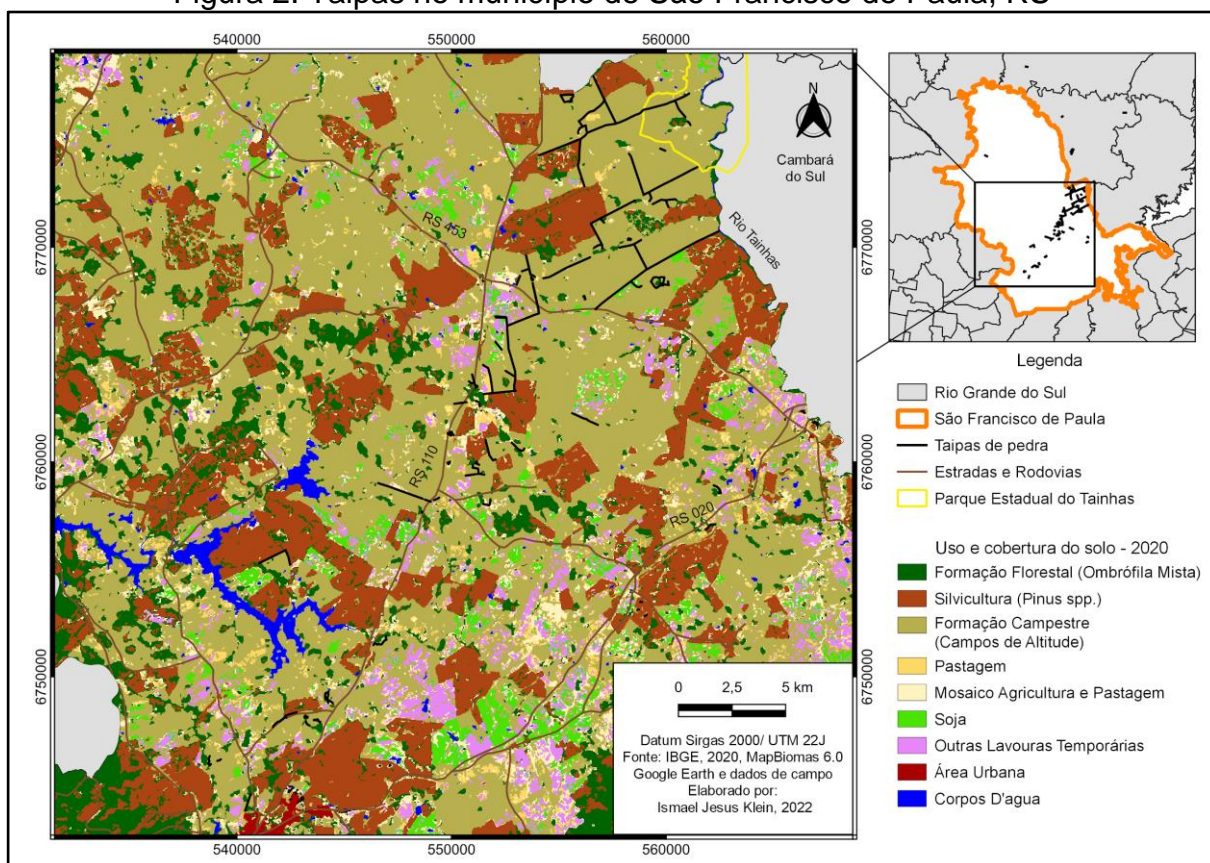 Figura 2. Taipas no município de São Francisco de Paula, RS
540000
550000
560000
N
Cambará
do Sul
RS 453
Rio Tainhas
6770000
6770000
6760000
6760000
RS 110
RS 020
6750000
6750000
0 2,5 5 km
Datum Sirgas 2000/ UTM 22J
Fonte: IBGE, 2020, MapBiomas 6.0
Google Earth e dados de campo
Elaborado por:
Ismael Jesus Klein, 2022
540000
550000
560000
Legenda
Rio Grande do Sul
São Francisco de Paula
Taipas de pedra
Estradas e Rodovias
Parque Estadual do Tainhas
Uso e cobertura do solo - 2020
Formação Florestal (Ombrófila Mista)
Silvicultura (Pinus spp.)
Formação Campestre
(Campos de Altitude)
Pastagem
Mosaico Agricultura e Pastagem
Soja
Outras Lavouras Temporárias
Área Urbana
Corpos D'agua